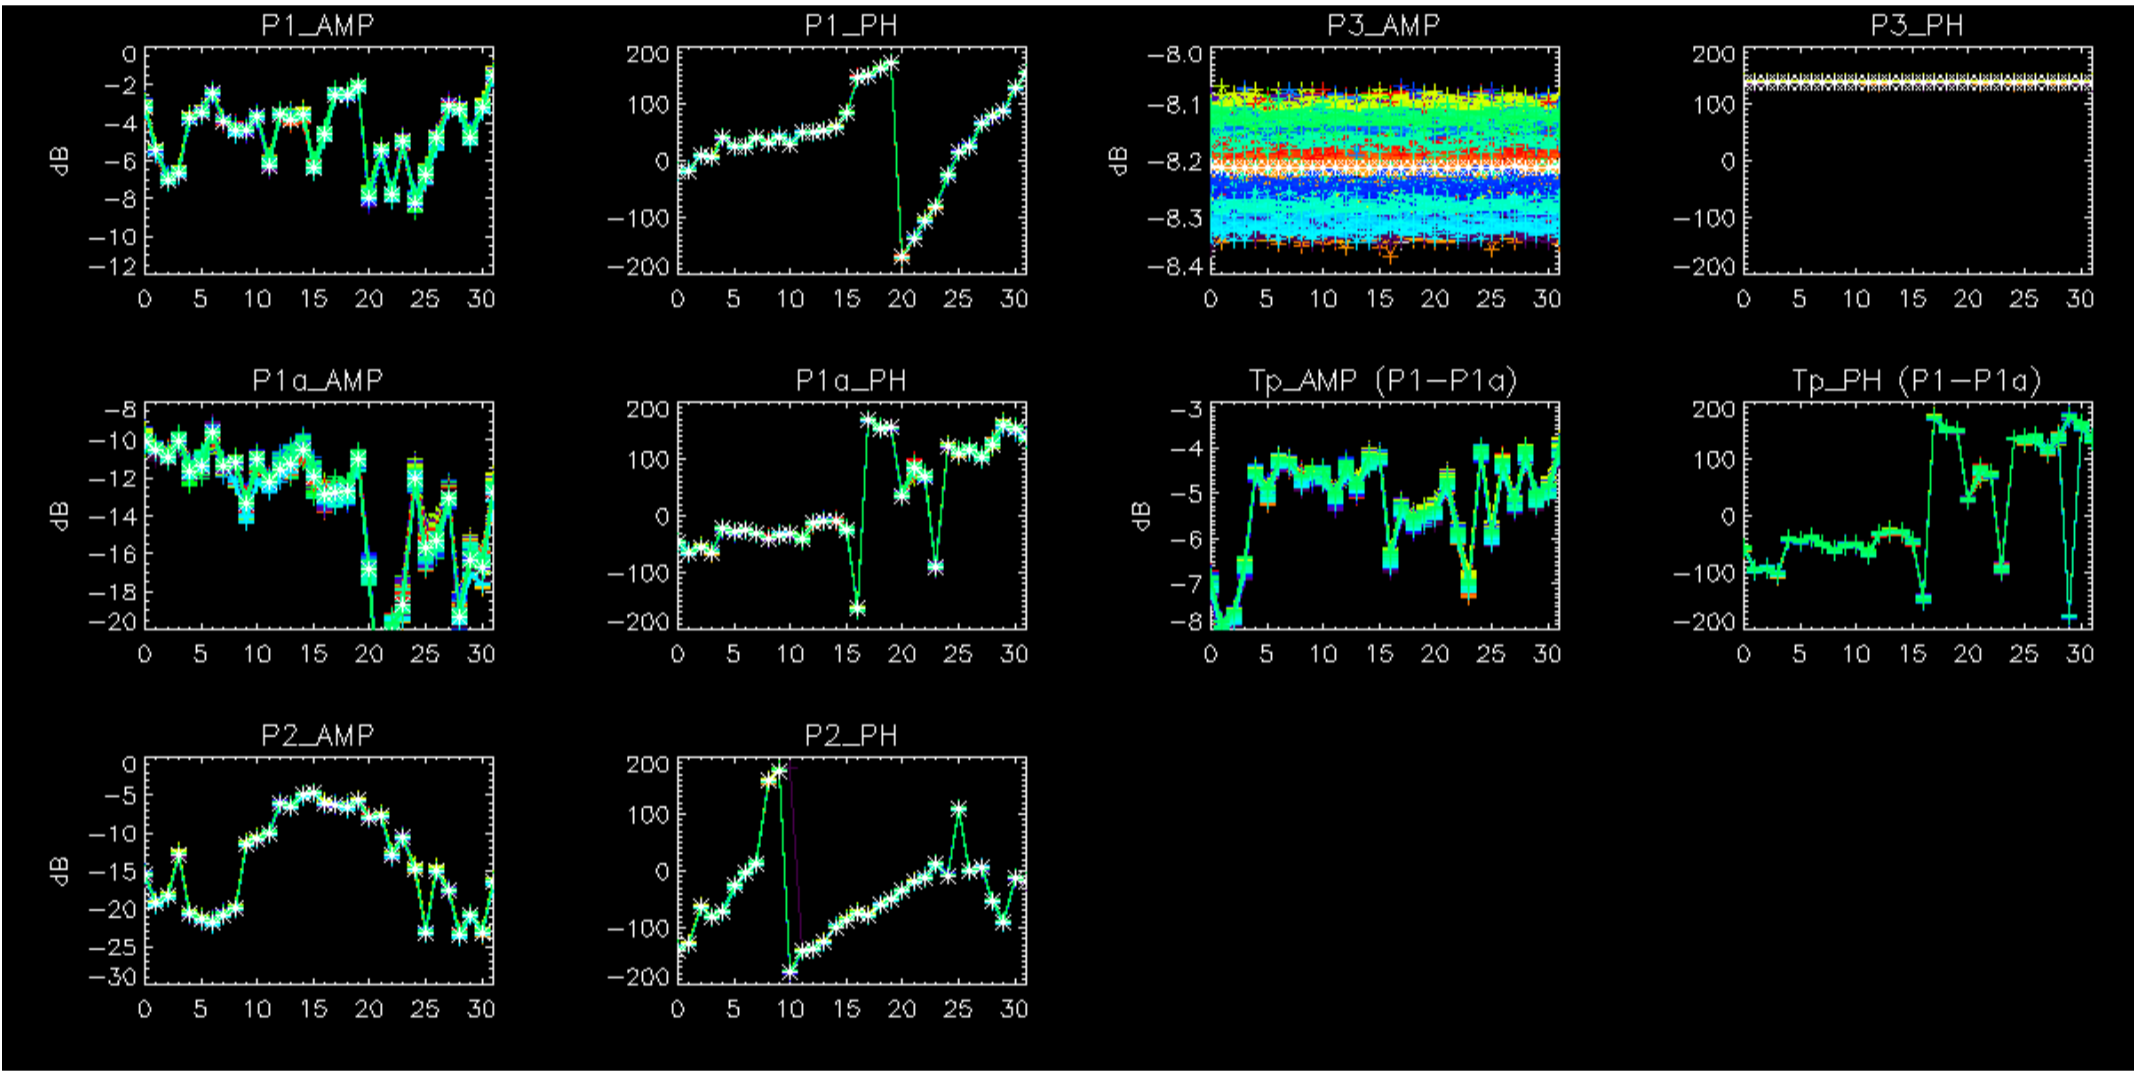 P1_AMP P1_PH P3_AMP P3_PH
0 200 -8.0 200
-2 100 -8.1 100
-4 0 -8.2 0
-6 -100 -8.3 -100
-8 -200 -8.4 -200
-10
-12
dB dB
0 5 10 15 20 25 30 0 5 10 15 20 25 30 0 5 10 15 20 25 30 0 5 10 15 20 25 30
P1a_AMP P1a_PH Tp_AMP (P1-P1a) Tp_PH (P1-P1a)
-8 200 -3 200
-10 100 -4 100
-12 0 -5 0
-14 -100 -6 -100
-16 -200 -7 -200
-18 -8
-20
dB dB
0 5 10 15 20 25 30 0 5 10 15 20 25 30 0 5 10 15 20 25 30 0 5 10 15 20 25 30
P2_AMP P2_PH
0 200
-5 100
-10 0
-15 -100
-20 -200
-25
-30
dB
0 5 10 15 20 25 30 0 5 10 15 20 25 30